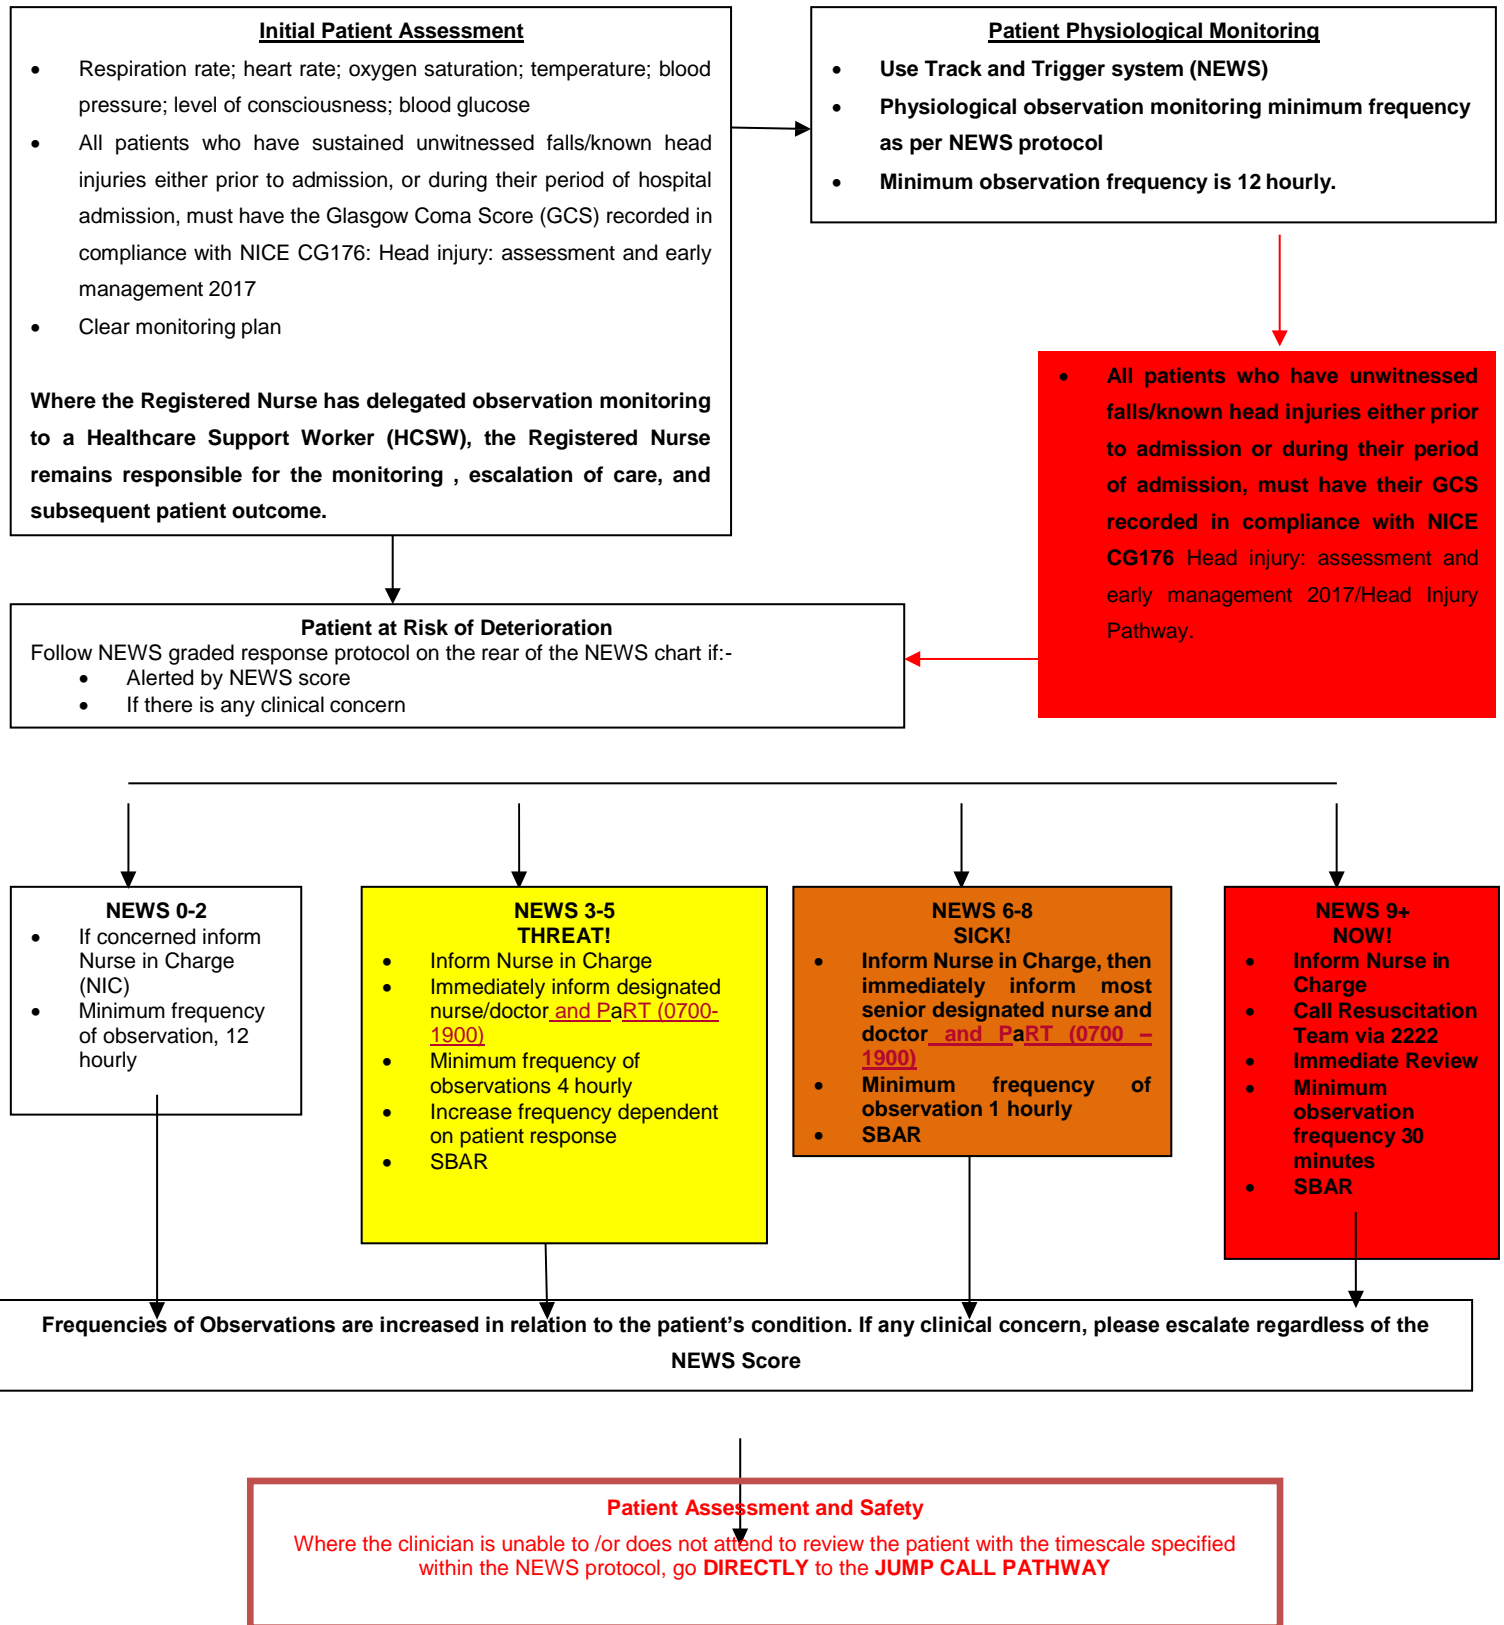 Initial Patient Assessment
• Respiration rate; heart rate; oxygen saturation; temperature; blood
pressure; level of consciousness; blood glucose
• All patients who have sustained unwitnessed falls/known head
injuries either prior to admission, or during their period of hospital
admission, must have the Glasgow Coma Score (GCS) recorded in
compliance with NICE CG176: Head injury: assessment and early
management 2017
• Clear monitoring plan
Where the Registered Nurse has delegated observation monitoring
to a Healthcare Support Worker (HCSW), the Registered Nurse
remains responsible for the monitoring , escalation of care, and
subsequent patient outcome.
Patient Physiological Monitoring
• Use Track and Trigger system (NEWS)
• Physiological observation monitoring minimum frequency
as per NEWS protocol
• Minimum observation frequency is 12 hourly.
• All patients who have unwitnessed
falls/known head injuries either prior
to admission or during their period
of admission, must have their GCS
recorded in compliance with NICE
CG176 Head injury: assessment and
early management 2017/Head Injury
Pathway.
Patient at Risk of Deterioration
Follow NEWS graded response protocol on the rear of the NEWS chart if:-
• Alerted by NEWS score
• If there is any clinical concern
NEWS 0-2
• If concerned inform
Nurse in Charge
(NIC)
• Minimum frequency
of observation, 12
hourly
NEWS 3-5
THREAT!
• Inform Nurse in Charge
• Immediately inform designated
nurse/doctor and PaRT (0700-
1900)
• Minimum frequency of
observations 4 hourly
• Increase frequency dependent
on patient response
• SBAR
NEWS 6-8
SICK!
• Inform Nurse in Charge, then
immediately inform most
senior designated nurse and
doctor and PaRT (0700 –
1900)
• Minimum frequency of
observation 1 hourly
• SBAR
NEWS 9+
NOW!
• Inform Nurse in
Charge
• Call Resuscitation
Team via 2222
• Immediate Review
• Minimum
observation
frequency 30
minutes
• SBAR
Frequencies of Observations are increased in relation to the patient's condition. If any clinical concern, please escalate regardless of the
NEWS Score
Patient Assessment and Safety
Where the clinician is unable to /or does not attend to review the patient with the timescale specified
within the NEWS protocol, go DIRECTLY to the JUMP CALL PATHWAY